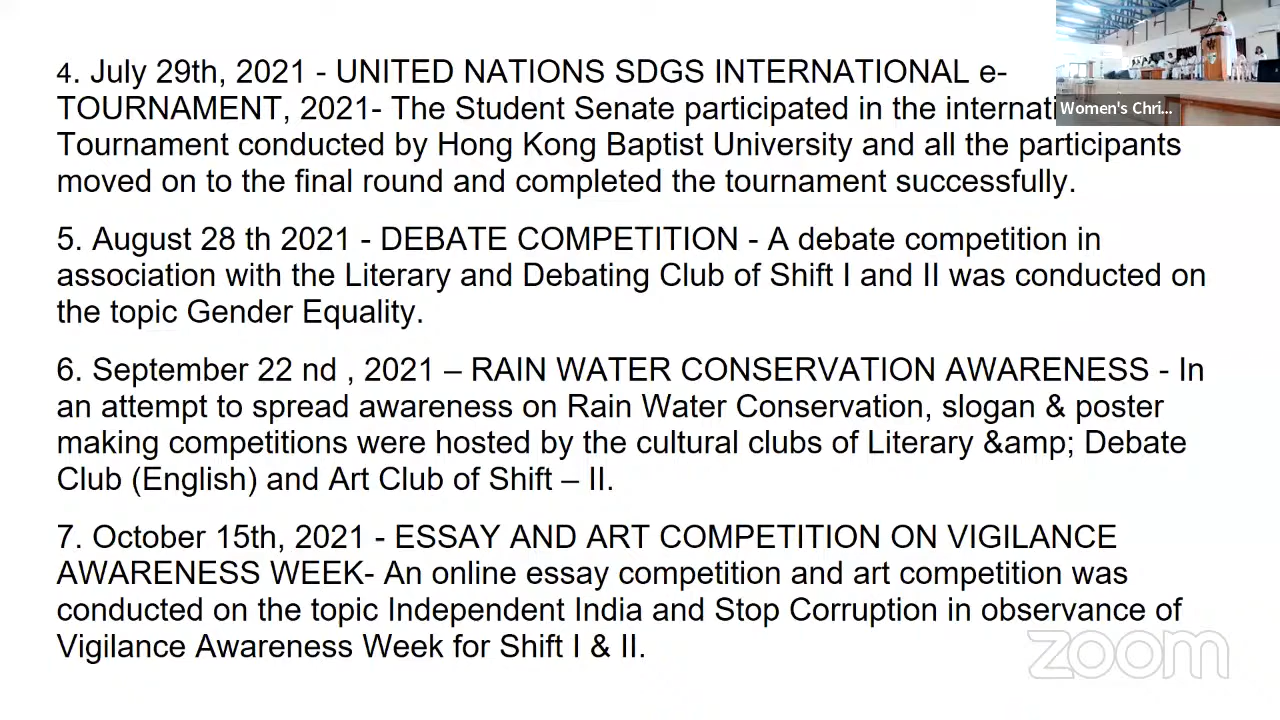 4. July 29th, 2021 - UNITED NATIONS SDGS INTERNATIONAL e-
TOURNAMENT, 2021- The Student Senate participated in the
Women's Chri...
Tournament conducted by Hong Kong Baptist University and all the participants
moved on to the final round and completed the tournament successfully.
5. August 28 th 2021 - DEBATE COMPETITION - A debate competition in
association with the Literary and Debating Club of Shift I and II was conducted on
the topic Gender Equality.
6. September 22 nd , 2021 – RAIN WATER CONSERVATION AWARENESS - In
an attempt to spread awareness on Rain Water Conservation, slogan & poster
making competitions were hosted by the cultural clubs of Literary &amp; Debate
Club (English) and Art Club of Shift – II.
7. October 15th, 2021 - ESSAY AND ART COMPETITION ON VIGILANCE
AWARENESS WEEK- An online essay competition and art competition was
conducted on the topic Independent India and Stop Corruption in observance of
Vigilance Awareness Week for Shift I & II.
zoom